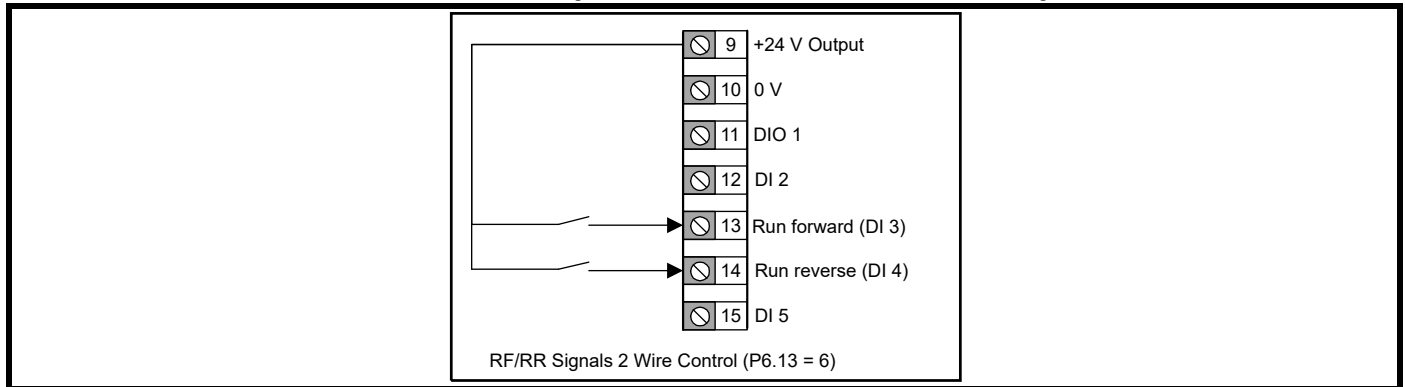 9 +24 V Output
10 0 V
11 DIO 1
12 DI 2
13 Run forward (DI 3)
14 Run reverse (DI 4)
15 DI 5
RF/RR Signals 2 Wire Control (P6.13 = 6)